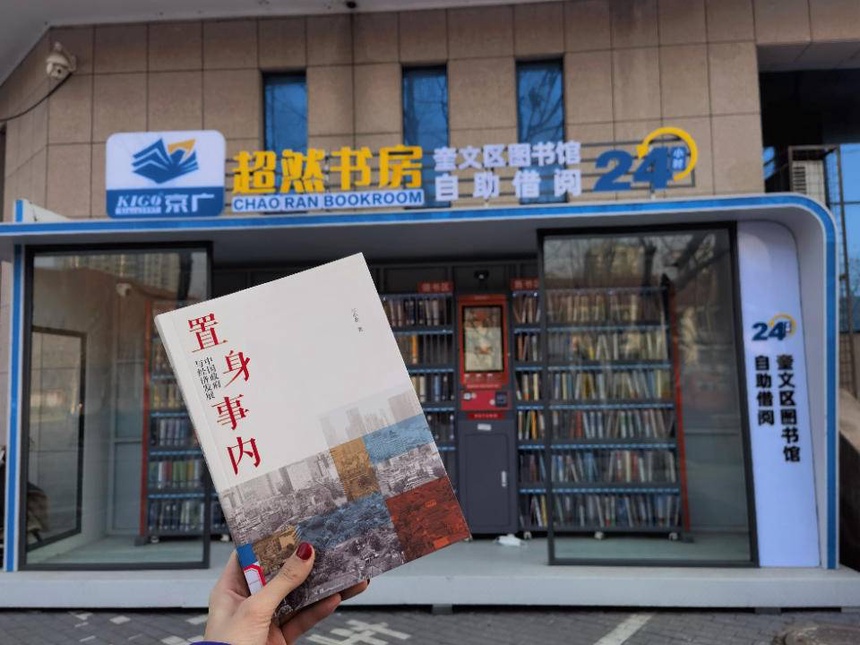 KIGO 京广
超然书房
CHAO RAN BOOKROOM
奎文区图书馆
自助借阅
24小时
置身事内
中国政府
与经济发展
著
24
奎文区图书馆
自助借阅